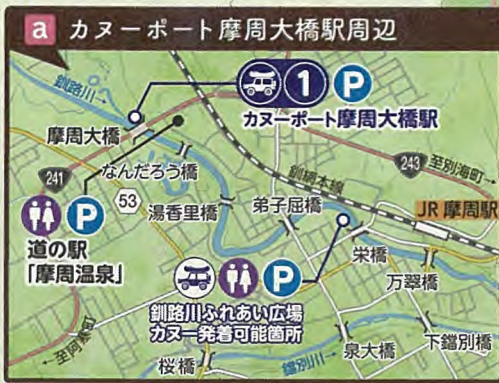 a カヌーポート摩周大橋駅周辺
釧路川
1 P
カヌーポート摩周大橋駅
摩周大橋
241
なんだろう橋
釧網本線
243 至別海町→
P
53
湯香里橋
弟子屈橋
JR 摩周駅
道の駅
「摩周温泉」
P
栄橋
万翠橋
釧路川ふれあい広場
カヌー発着可能箇所
←至阿寒町
桜橋
鐺別川
泉大橋
下鐺別橋